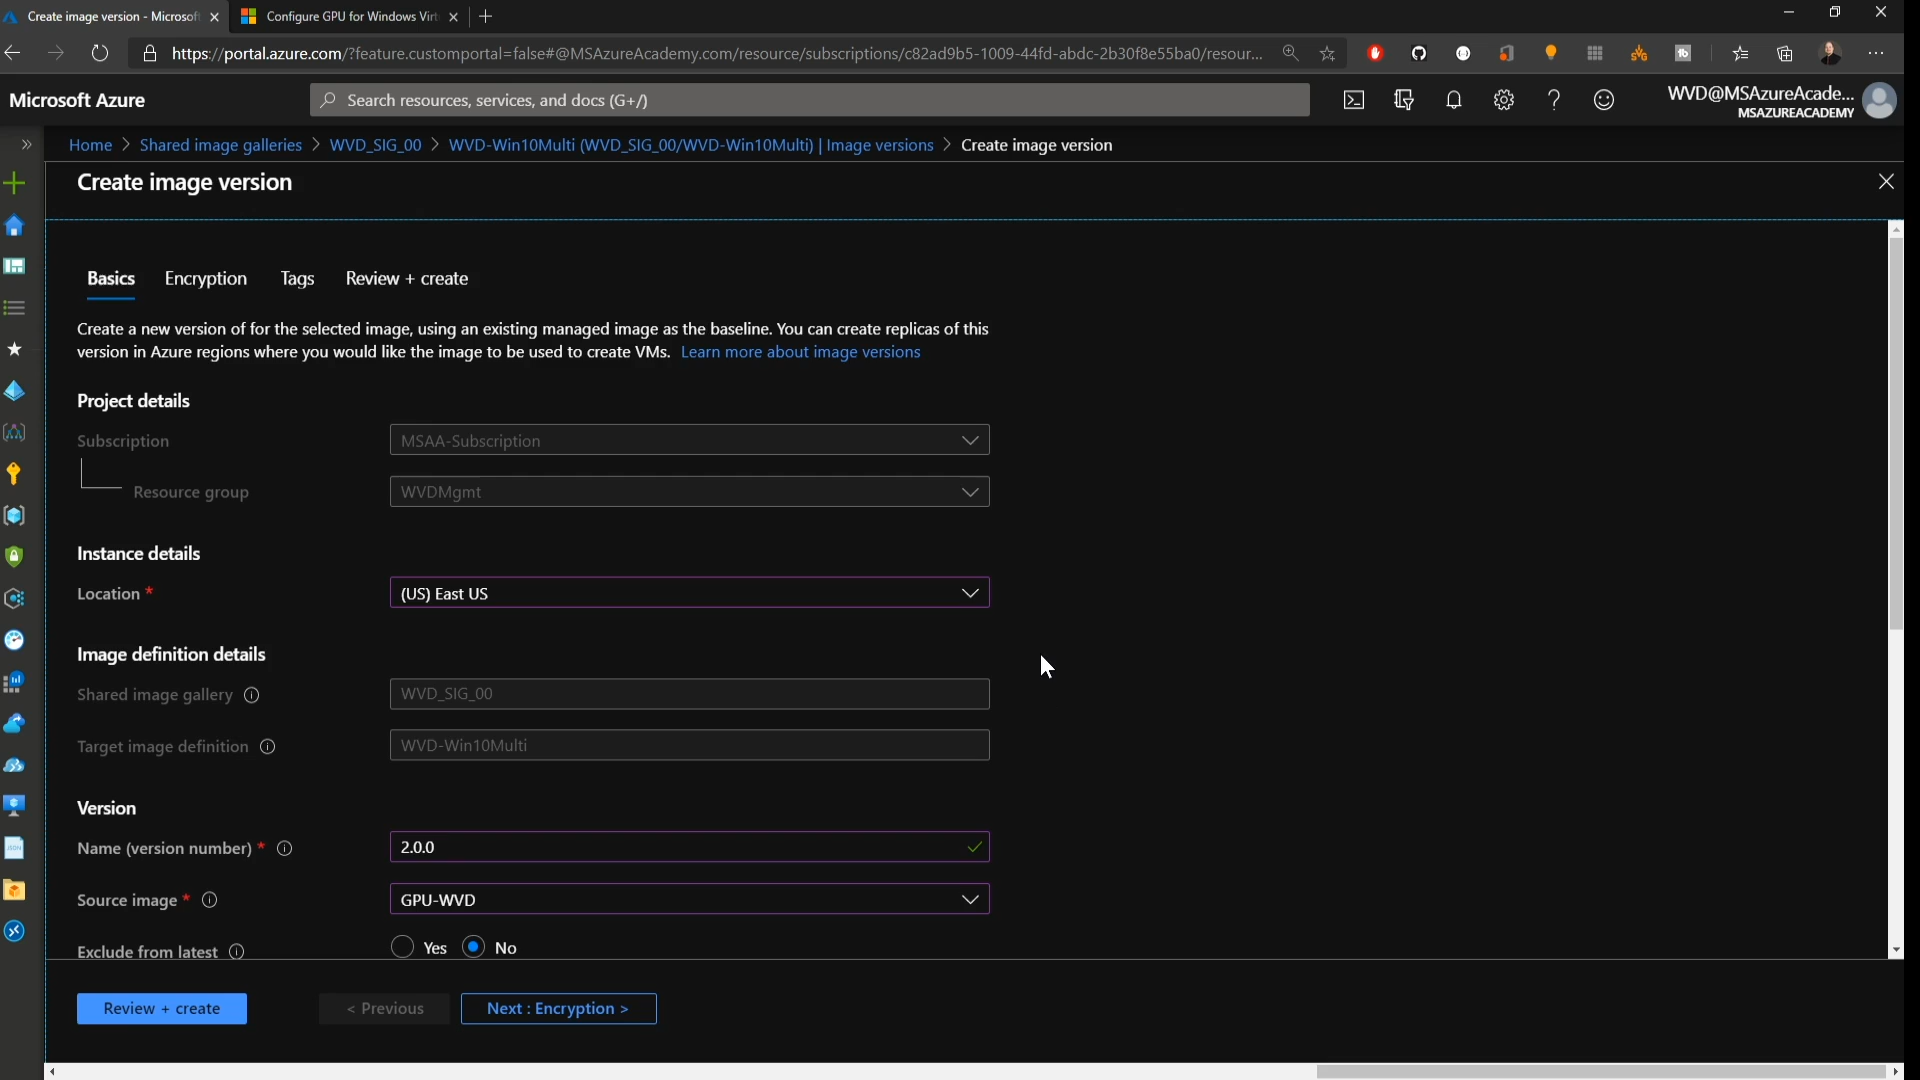 Create image version - Microsof
Configure GPU for Windows Virt
https://portal.azure.com/?feature.customportal=false#@MSAzureAcademy.com/resource/subscriptions/c82ad9b5-1009-44fd-abdc-2b30f8e55ba0/resour...
Microsoft Azure
Search resources, services, and docs (G+/)
WVD@MSAzureAcade...
MSAZUREACADEMY
Home > Shared image galleries > WVD_SIG_00 > WVD-Win10Multi (WVD_SIG_00/WVD-Win10Multi) | Image versions > Create image version
Create image version
Basics Encryption Tags Review + create
Create a new version of for the selected image, using an existing managed image as the baseline. You can create replicas of this
version in Azure regions where you would like the image to be used to create VMs. Learn more about image versions
Project details
Subscription
MSAA-Subscription
Resource group
WVDMgmt
Instance details
Location *
(US) East US
Image definition details
Shared image gallery
WVD_SIG_00
Target image definition
WVD-Win10Multi
Version
Name (version number) *
2.0.0
Source image *
GPU-WVD
Exclude from latest
Yes No
Review + create
< Previous
Next : Encryption >